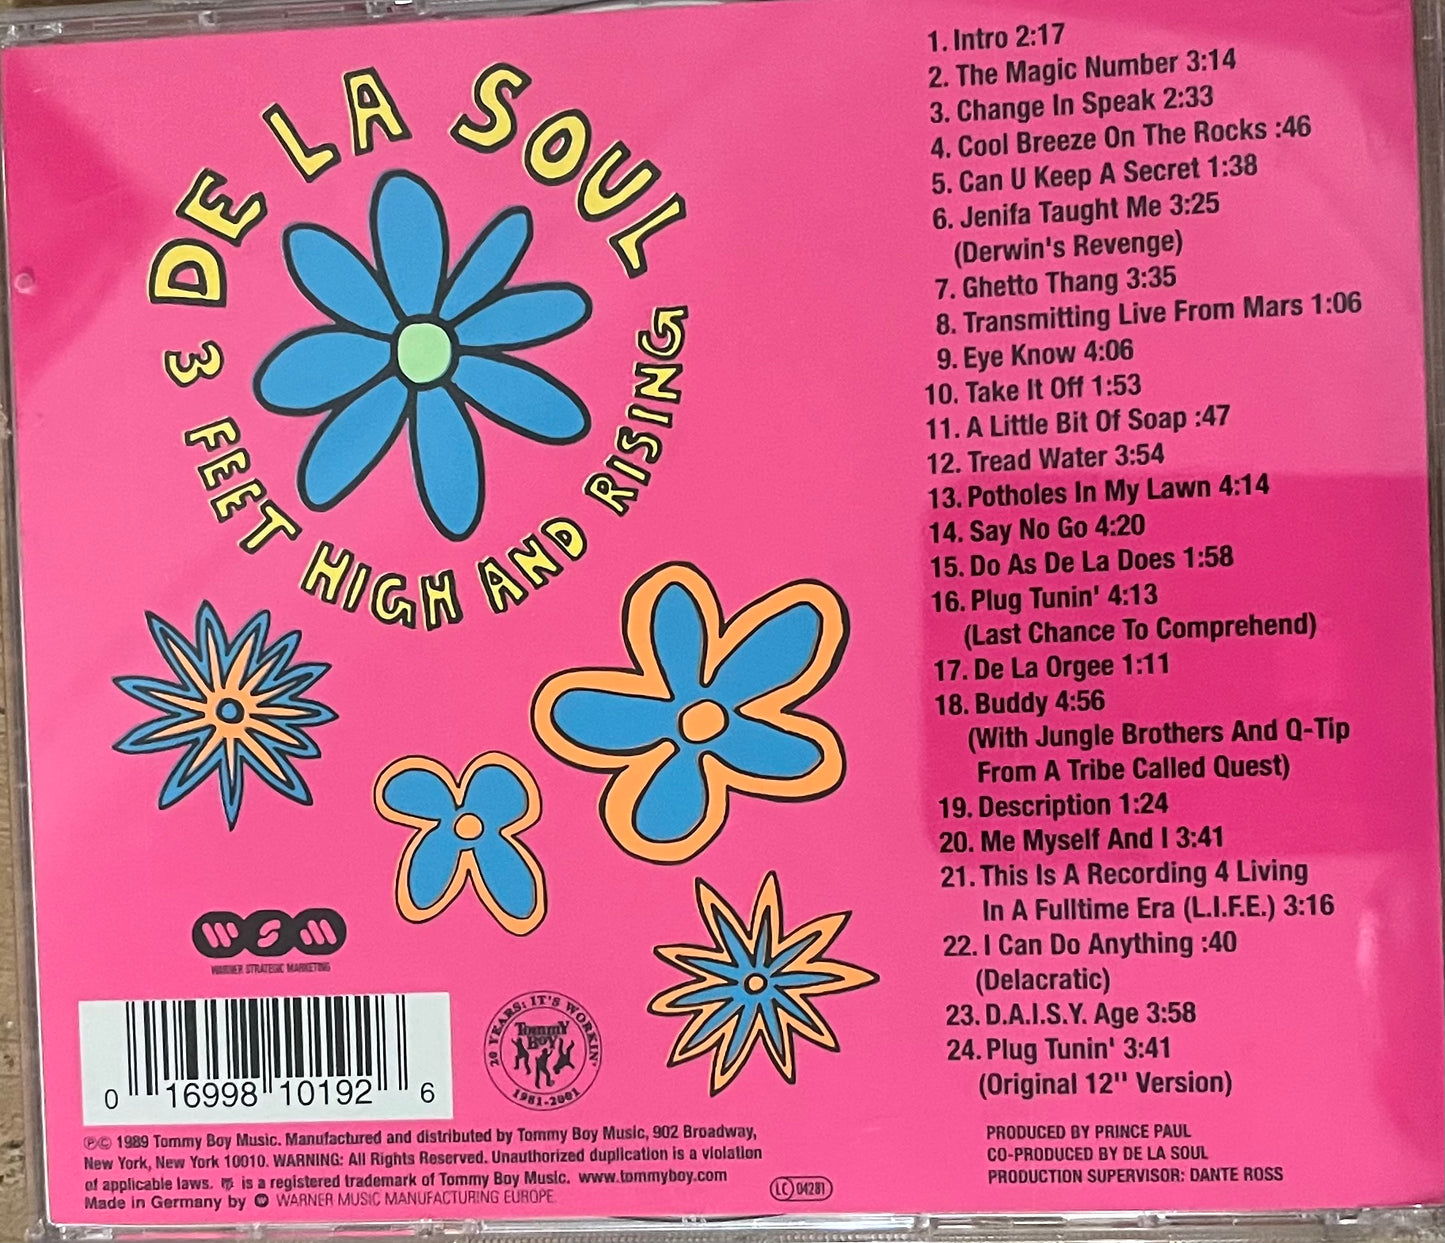 DE LA SOUL
3 FEET HIGH AND RISING
1. Intro 2:17
2. The Magic Number 3:14
3. Change In Speak 2:33
4. Cool Breeze On The Rocks :46
5. Can U Keep A Secret 1:38
6. Jenifa Taught Me 3:25
(Derwin's Revenge)
7. Ghetto Thang 3:35
8. Transmitting Live From Mars 1:06
9. Eye Know 4:06
10. Take It Off 1:53
11. A Little Bit Of Soap :47
12. Tread Water 3:54
13. Potholes In My Lawn 4:14
14. Say No Go 4:20
15. Do As De La Does 1:58
16. Plug Tunin' 4:13
(Last Chance To Comprehend)
17. De La Orgee 1:11
18. Buddy 4:56
(With Jungle Brothers And Q-Tip
From A Tribe Called Quest)
19. Description 1:24
20. Me Myself And I 3:41
21. This Is A Recording 4 Living
In A Fulltime Era (L.I.F.E.) 3:16
22. I Can Do Anything :40
(Delacratic)
23. D.A.I.S.Y. Age 3:58
24. Plug Tunin' 3:41
(Original 12" Version)
PRODUCED BY PRINCE PAUL
CO-PRODUCED BY DE LA SOUL
PRODUCTION SUPERVISOR: DANTE ROSS
WSM
WARNER STRATEGIC MARKETING
0 16998 10192 6
20 YEARS: IT'S WORKIN'
Tommy
Boy
1981-2001
℗© 1989 Tommy Boy Music. Manufactured and distributed by Tommy Boy Music, 902 Broadway,
New York, New York 10010. WARNING: All Rights Reserved. Unauthorized duplication is a violation
of applicable laws. is a registered trademark of Tommy Boy Music. www.tommyboy.com
Made in Germany by WARNER MUSIC MANUFACTURING EUROPE.
LC 04281